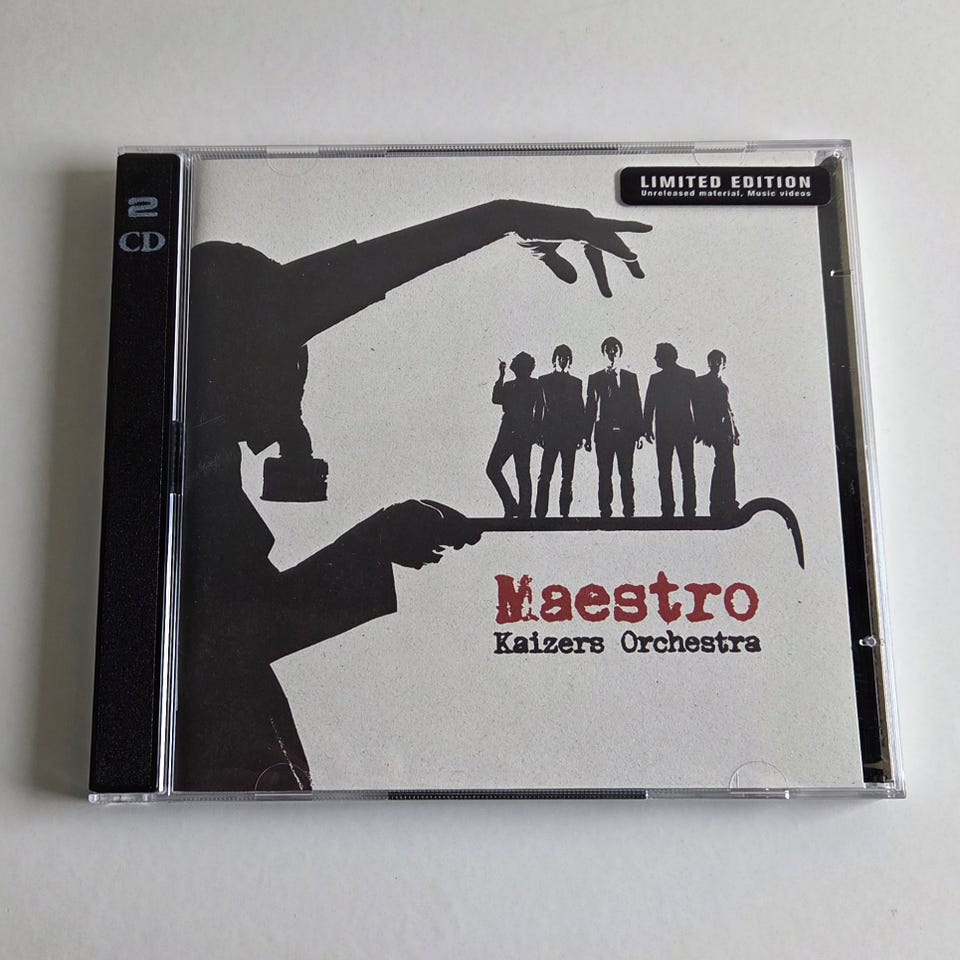 2
CD
LIMITED EDITION
Unreleased material, Music videos
Maestro
Kaizers Orchestra